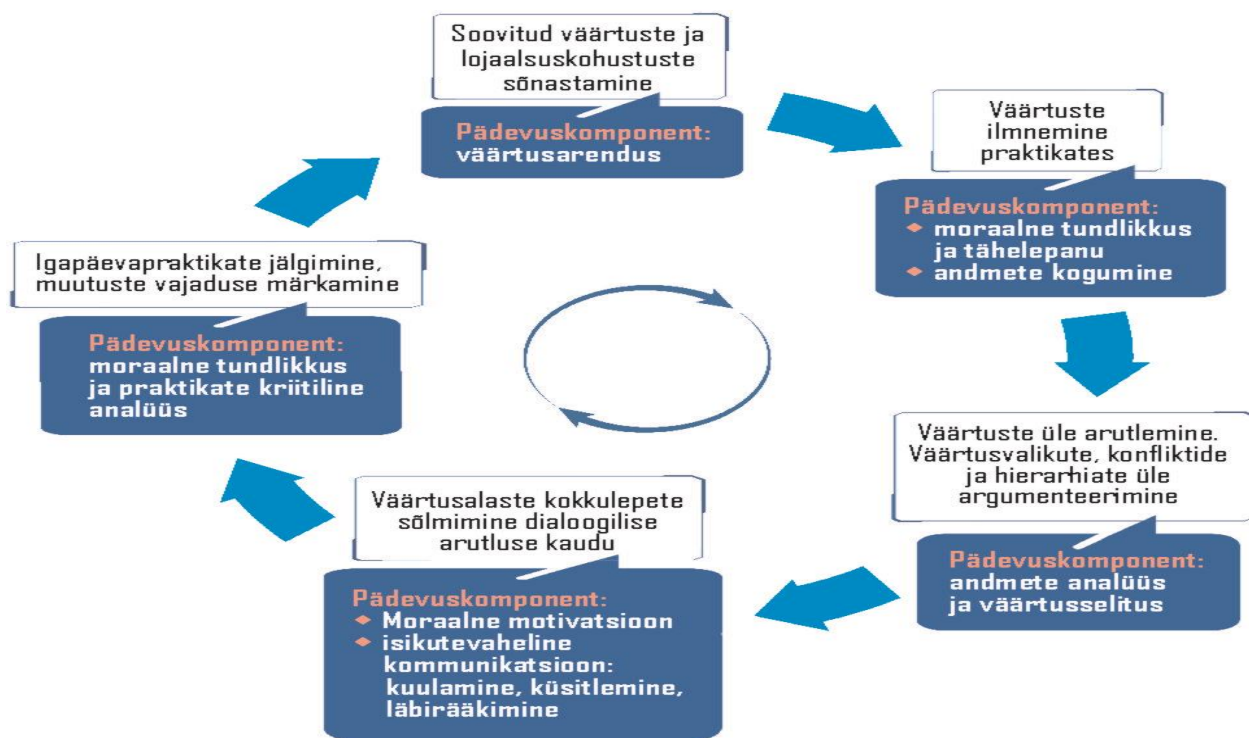 Soovitud väärtuste ja
lojaalsuskohustuste
sõnastamine
Pädevuskomponent:
väärtusarendus
Väärtuste
ilmnemine
praktikates
Pädevuskomponent:
◆ moraalne tundlikkus
ja tähelepanu
◆ andmete kogumine
Väärtuste üle arutlemine.
Väärtusvalikute, konfliktide
ja hierarhiate üle
argumenteerimine
Pädevuskomponent:
andmete analüüs
ja väärtusselitus
Väärtusalaste kokkulepete
sõlmimine dialoogilise
arutluse kaudu
Pädevuskomponent:
◆ Moraalne motivatsioon
◆ isikutevaheline
kommunikatsioon:
kuulamine, küsitlemine,
läbirääkimine
Igapäevapraktikate jälgimine,
muutuste vajaduse märkamine
Pädevuskomponent:
moraalne tundlikkus
ja praktikate kriitiline
analüüs